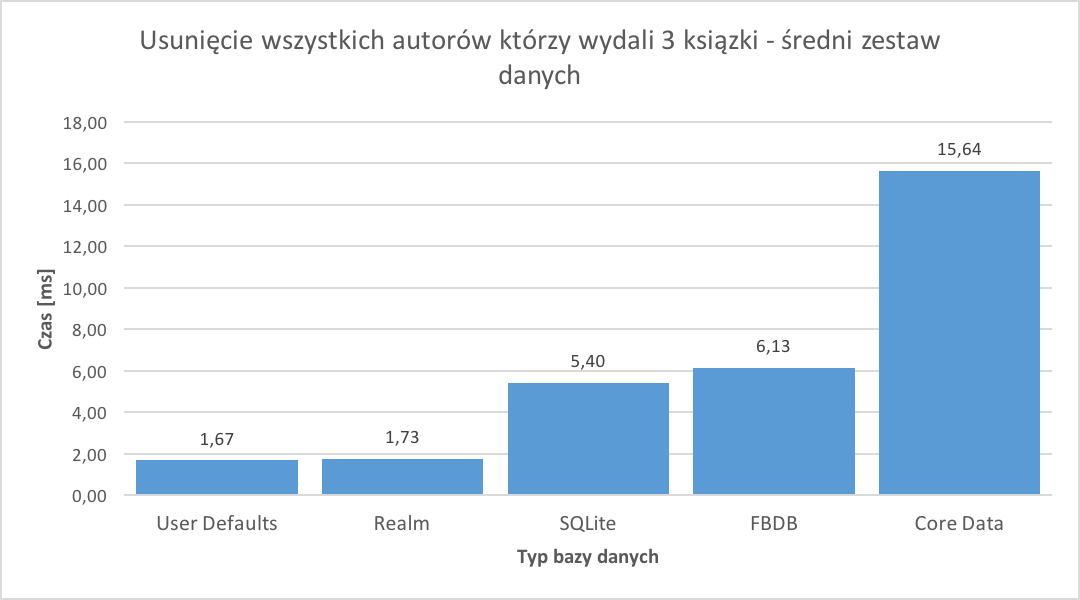 Usunięcie wszystkich autorów którzy wydali 3 ksiązki - średni zestaw
danych
18,00
16,00
14,00
12,00
10,00
8,00
6,00
4,00
2,00
0,00
Czas [ms]
1,67
1,73
5,40
6,13
15,64
User Defaults
Realm
SQLite
FBDB
Core Data
Typ bazy danych